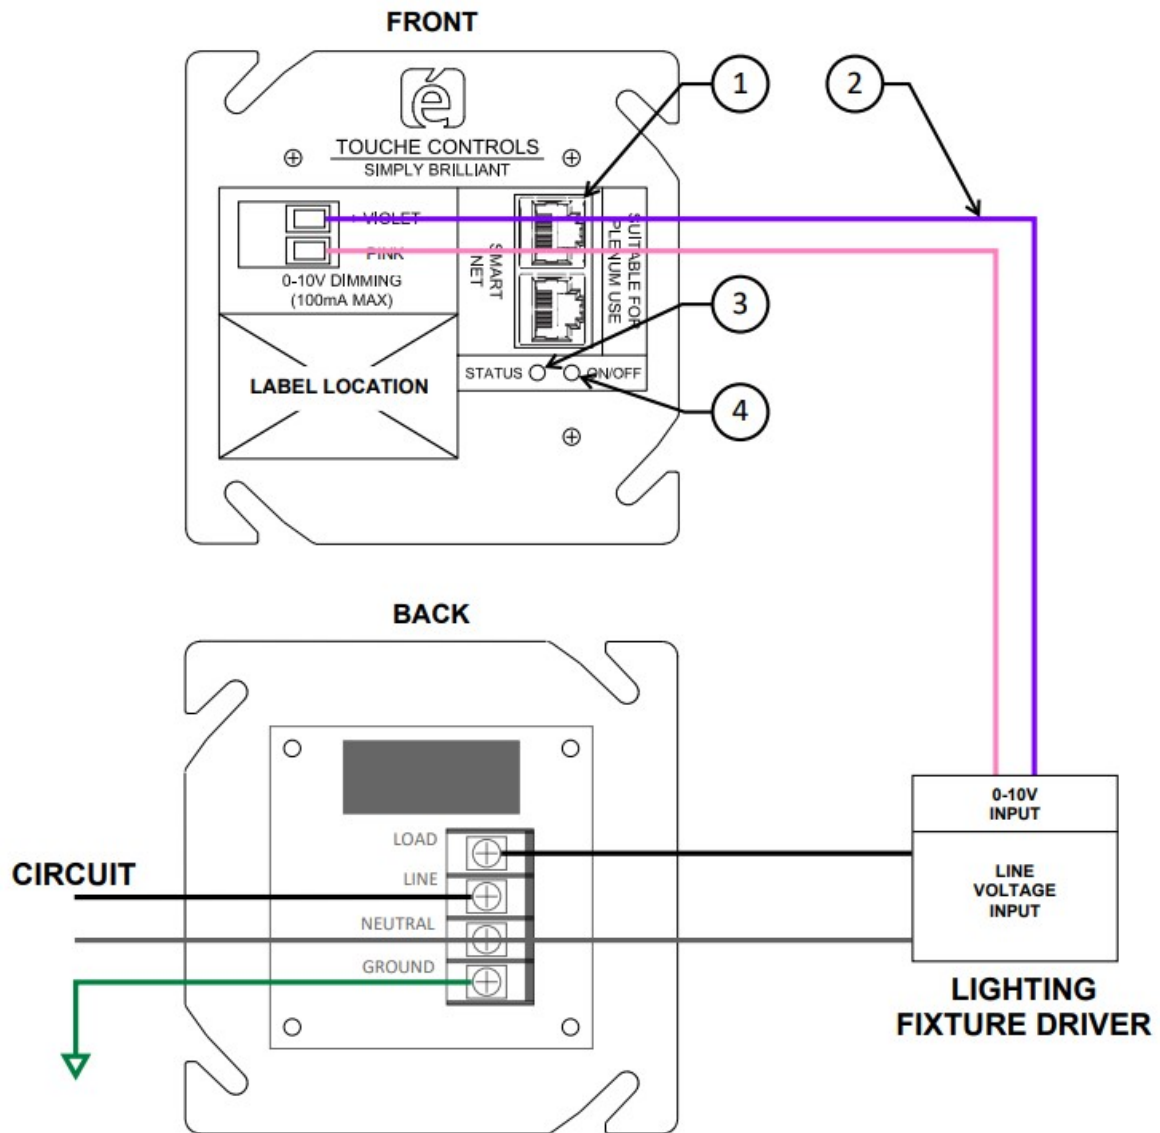 FRONT
1
2
é
TOUCHE CONTROLS
SIMPLY BRILLIANT
+ VIOLET
PINK
0-10V DIMMING
(100mA MAX)
SMART
NET
SUITABLE FOR
PLENUM USE
3
LABEL LOCATION
STATUS
ON/OFF
4
BACK
0-10V
INPUT
LOAD
CIRCUIT
LINE
LINE
VOLTAGE
INPUT
NEUTRAL
GROUND
LIGHTING
FIXTURE DRIVER